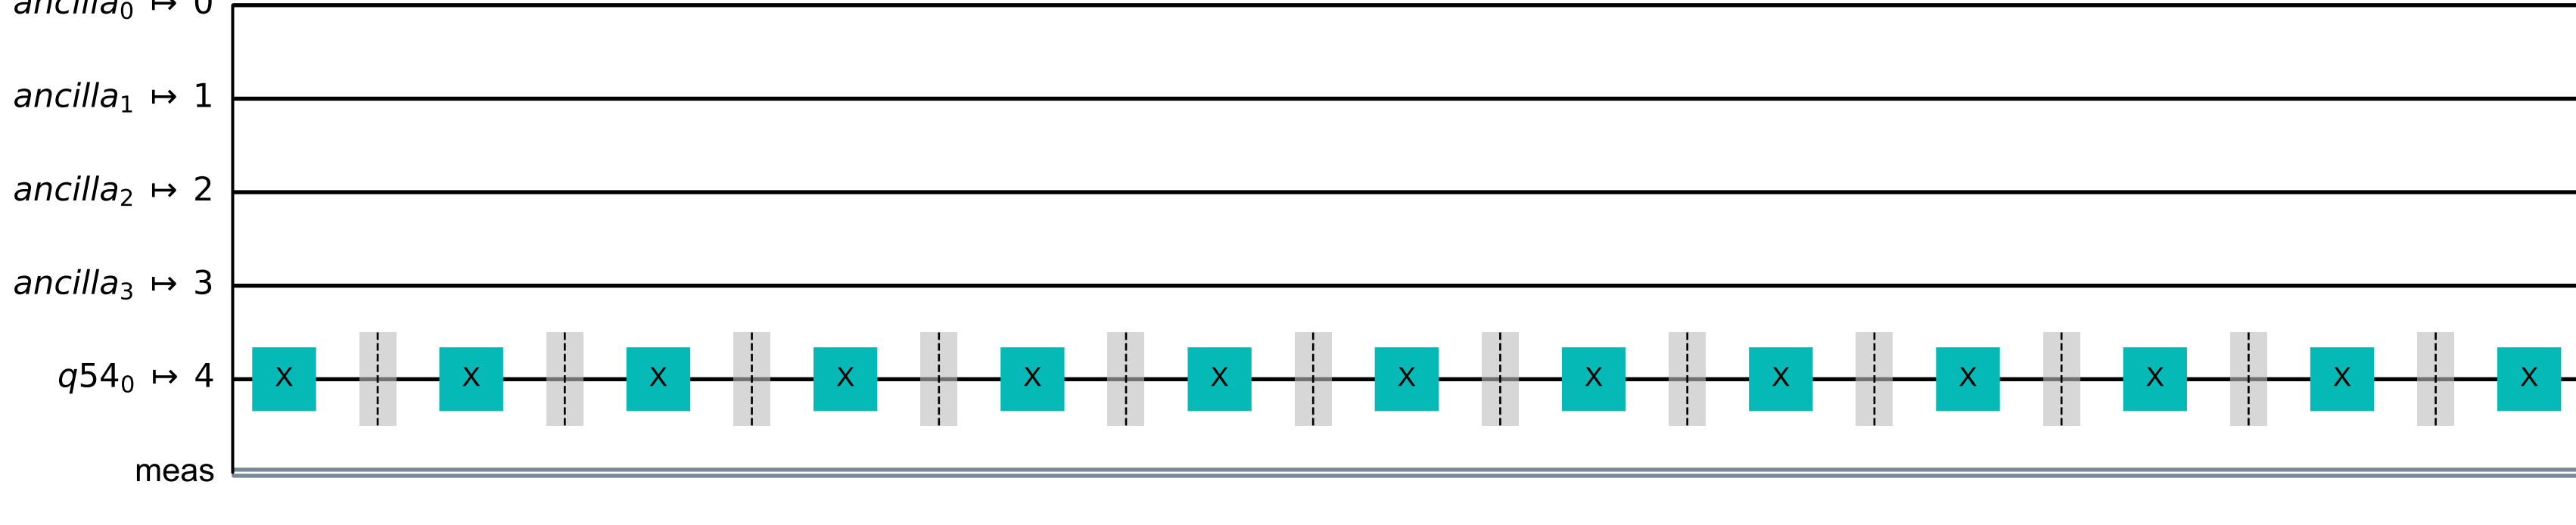 ancilla₀ ↦ 0
ancilla₁ ↦ 1
ancilla₂ ↦ 2
ancilla₃ ↦ 3
q54₀ ↦ 4 X X X X X X X X X X X X X
meas